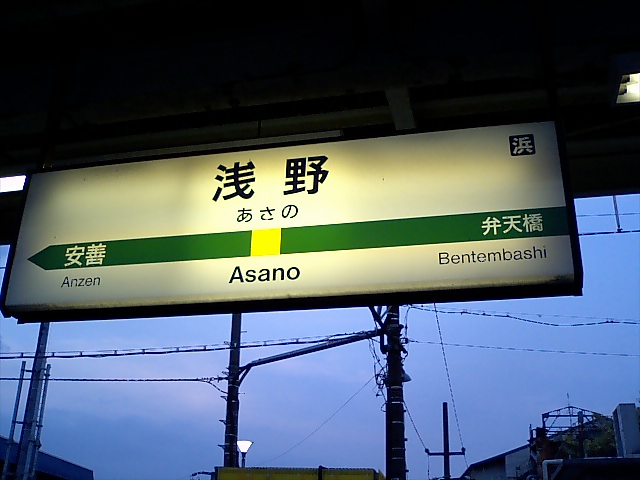 浜
浅野
あさの
安善
弁天橋
Anzen
Asano
Bentembashi